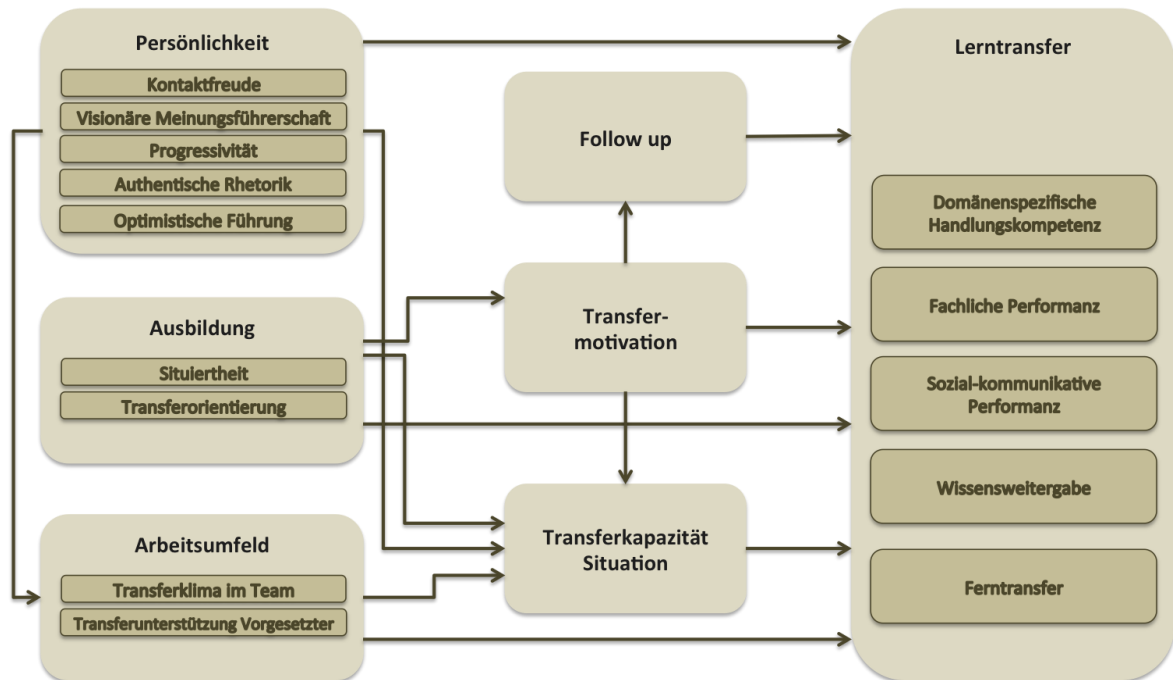 Persönlichkeit
Kontaktfreude
Visionäre Meinungsführerschaft
Progressivität
Authentische Rhetorik
Optimistische Führung
Ausbildung
Situiertheit
Transferorientierung
Arbeitsumfeld
Transferklima im Team
Transferunterstützung Vorgesetzter
Follow up
Transfer-
motivation
Transferkapazität
Situation
Lerntransfer
Domänenspezifische
Handlungskompetenz
Fachliche Performanz
Sozial-kommunikative
Performanz
Wissensweitergabe
Ferntransfer